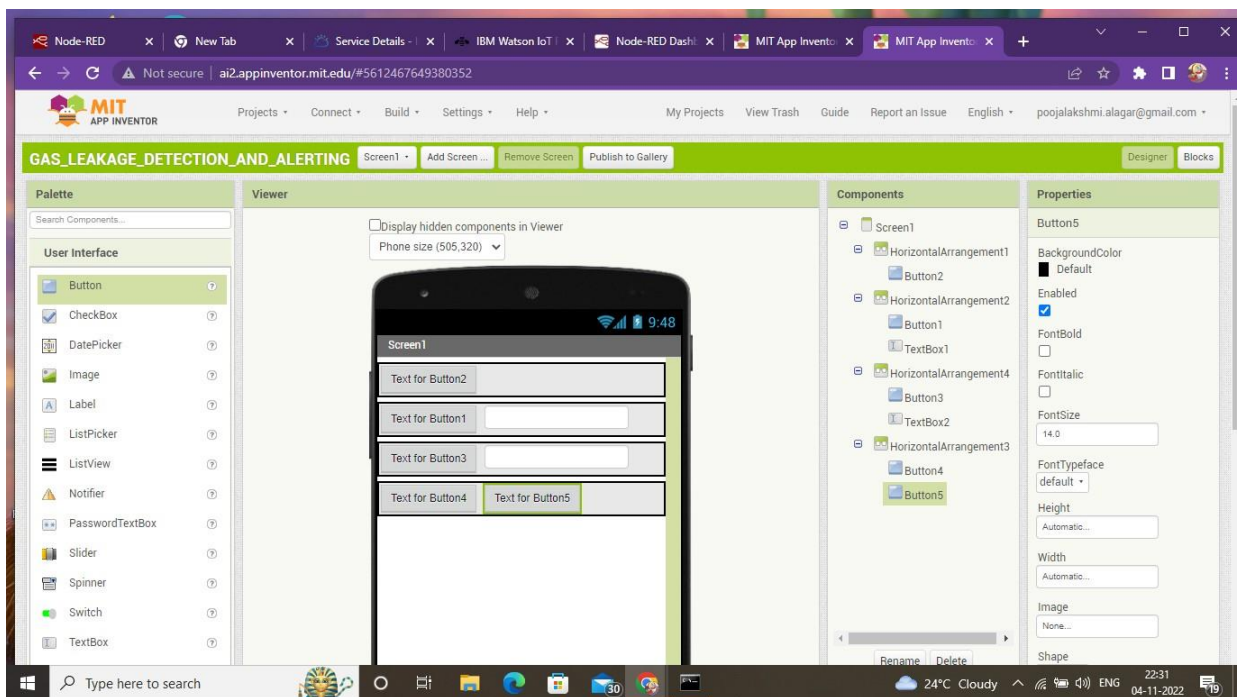 Node-RED
New Tab
Service Details - I
IBM Watson IoT
Node-RED Dashb
MIT App Invento
MIT App Invento
Not secure | ai2.appinventor.mit.edu/#5612467649380352
MIT
APP INVENTOR
Projects Connect Build Settings Help My Projects View Trash Guide Report an Issue English poojalakshmi.alagar@gmail.com
GAS_LEAKAGE_DETECTION_AND_ALERTING Screen1 Add Screen ... Remove Screen Publish to Gallery Designer Blocks
Palette
Search Components...
User Interface
Button
CheckBox
DatePicker
Image
Label
ListPicker
ListView
Notifier
PasswordTextBox
Slider
Spinner
Switch
TextBox
Viewer
Display hidden components in Viewer
Phone size (505,320)
9:48
Screen1
Text for Button2
Text for Button1
Text for Button3
Text for Button4 Text for Button5
Components
Screen1
HorizontalArrangement1
Button2
HorizontalArrangement2
Button1
TextBox1
HorizontalArrangement4
Button3
TextBox2
HorizontalArrangement3
Button4
Button5
Rename Delete
Properties
Button5
BackgroundColor
Default
Enabled
FontBold
FontItalic
FontSize
14.0
FontTypeface
default
Height
Automatic...
Width
Automatic...
Image
None...
Shape
Type here to search
30
24°C Cloudy
ENG
22:31
04-11-2022
19